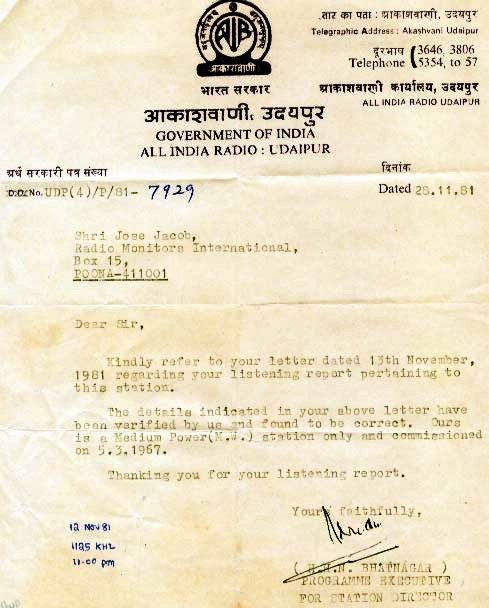 तार का पता : आकाशवाणी, उदयपुर
Telegraphic Address : Akashvani Udaipur
दूरभाष 3646, 3806
Telephone 5354, to 57
AIR
आकाशवाणी
भारत सरकार
आकाशवाणी कार्यालय, उदयपुर
ALL INDIA RADIO UDAIPUR
आकाशवाणी, उदयपुर
GOVERNMENT OF INDIA
ALL INDIA RADIO : UDAIPUR
अर्ध सरकारी पत्र संख्या
दिनांक
D.O. No. UDP(4)/P/81- 7929
Dated 28.11.81
Shri Jose Jacob,
Radio Monitors International,
Box 15,
POONA-411001
Dear Sir,
Kindly refer to your letter dated 13th November,
1981 regarding your listening report pertaining to
this station.
The details indicated in your above letter have
been verified by us and found to be correct. Ours
is a Medium Power(M.W.) station only and commissioned
on 5.3.1967.
Thanking you for your listening report.
Yours faithfully,
12 NOV 81
1125 KHZ
11.00 pm
BHATNAGAR )
PROGRAMME EXECUTIVE
FOR STATION DIRECTOR